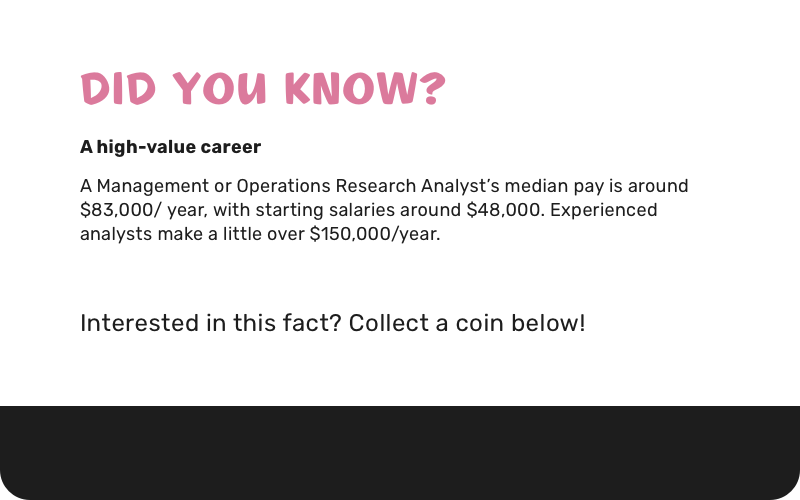 DID YOU KNOW?
A high-value career
A Management or Operations Research Analyst’s median pay is around
$83,000/ year, with starting salaries around $48,000. Experienced
analysts make a little over $150,000/year.
Interested in this fact? Collect a coin below!